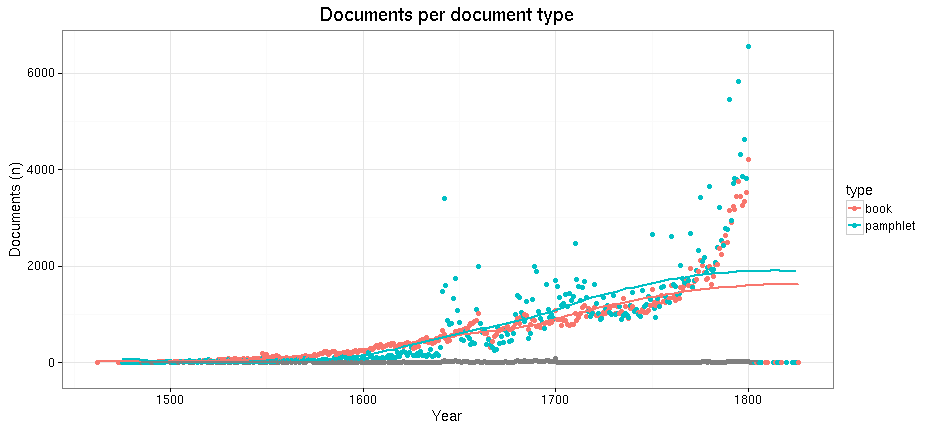 Documents per document type
6000
4000
2000
0
Documents (n)
1500
1600
1700
1800
Year
type
book
pamphlet